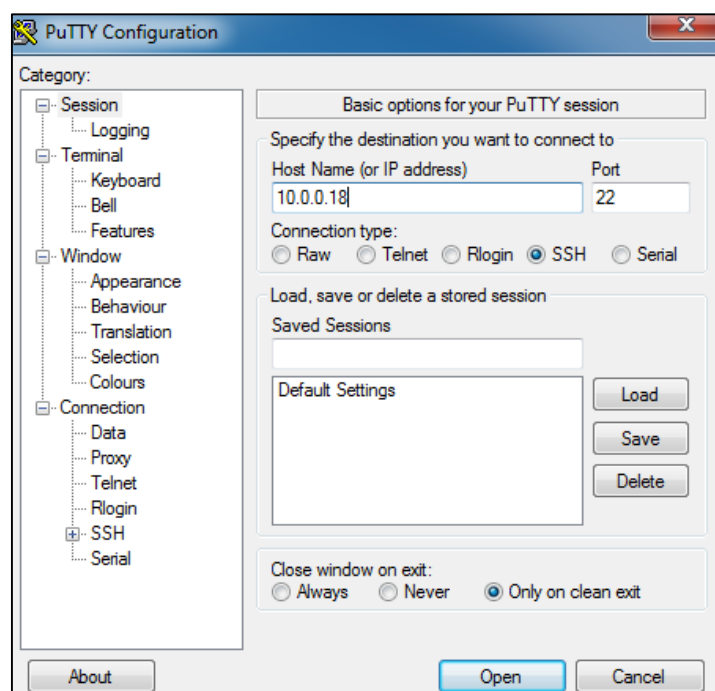 PuTTY Configuration
Category:
Session
Logging
Terminal
Keyboard
Bell
Features
Window
Appearance
Behaviour
Translation
Selection
Colours
Connection
Data
Proxy
Telnet
Rlogin
SSH
Serial
Basic options for your PuTTY session
Specify the destination you want to connect to
Host Name (or IP address) Port
10.0.0.18 22
Connection type:
Raw Telnet Rlogin SSH Serial
Load, save or delete a stored session
Saved Sessions
Default Settings
Load
Save
Delete
Close window on exit:
Always Never Only on clean exit
About Open Cancel